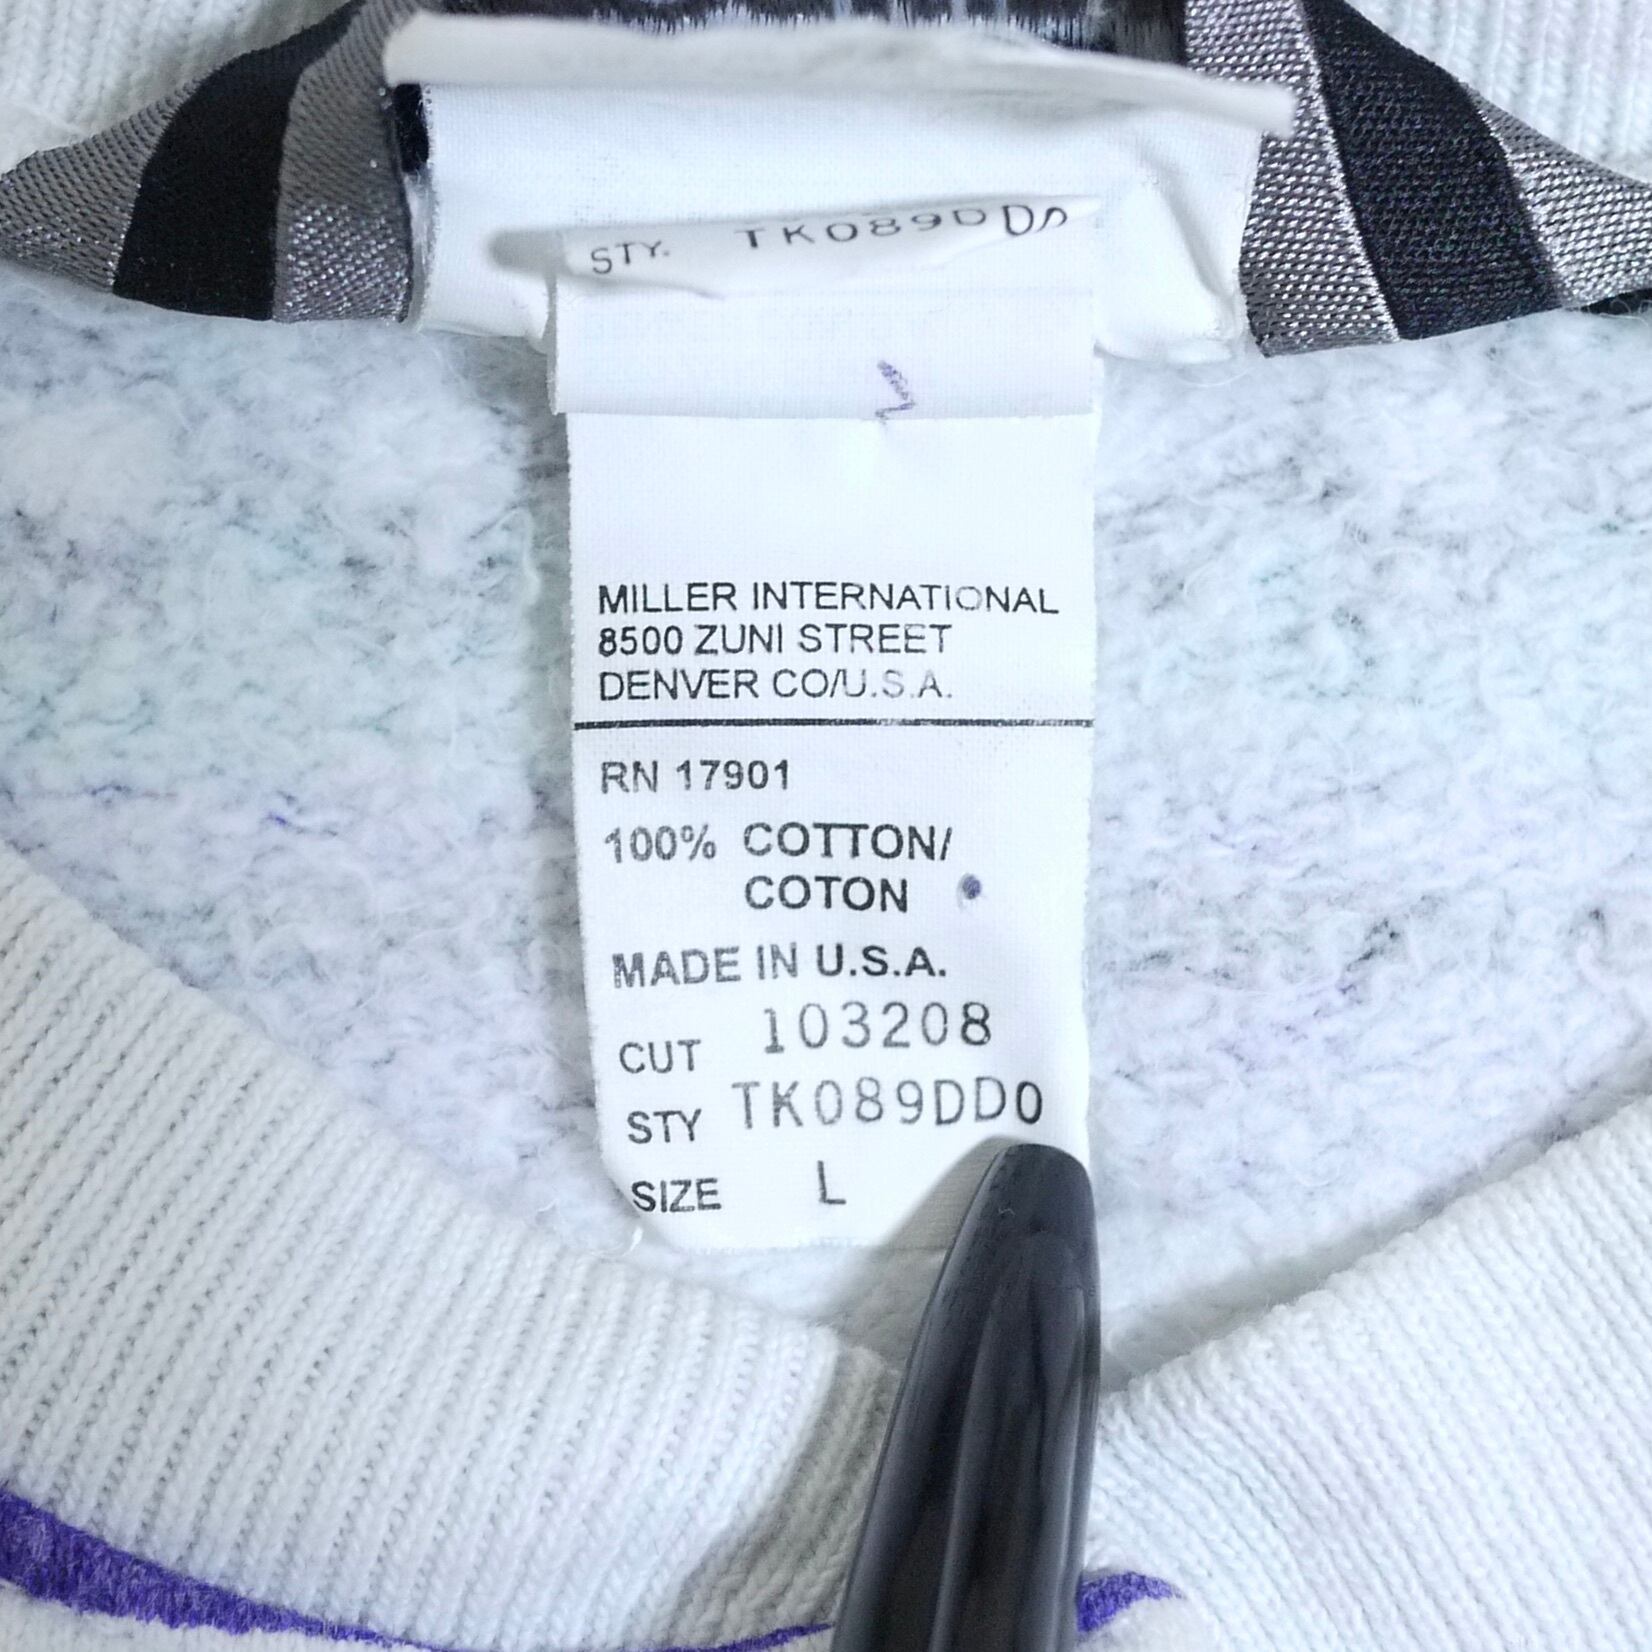 STY. TK089DD0
MILLER INTERNATIONAL
8500 ZUNI STREET
DENVER CO/U.S.A.
RN 17901
100% COTTON/
COTON
MADE IN U.S.A.
CUT 103208
STY TK089DD0
SIZE L